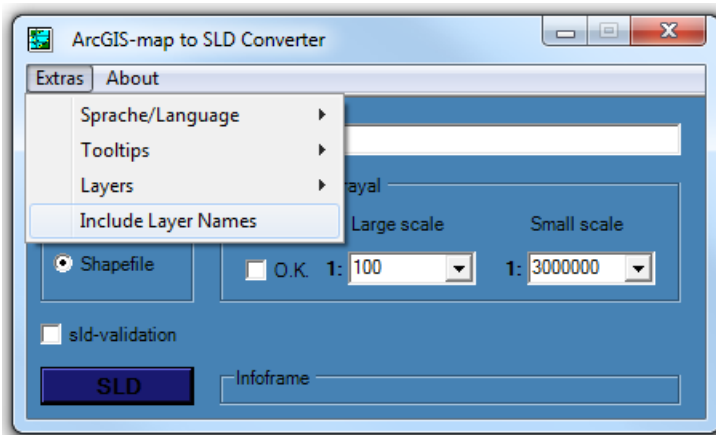 ArcGIS-map to SLD Converter
Extras About
Sprache/Language
Tooltips
Layers
Include Layer Names
rayal
Large scale Small scale
Shapefile
O.K. 1: 100 1: 3000000
sld-validation
SLD
Infoframe